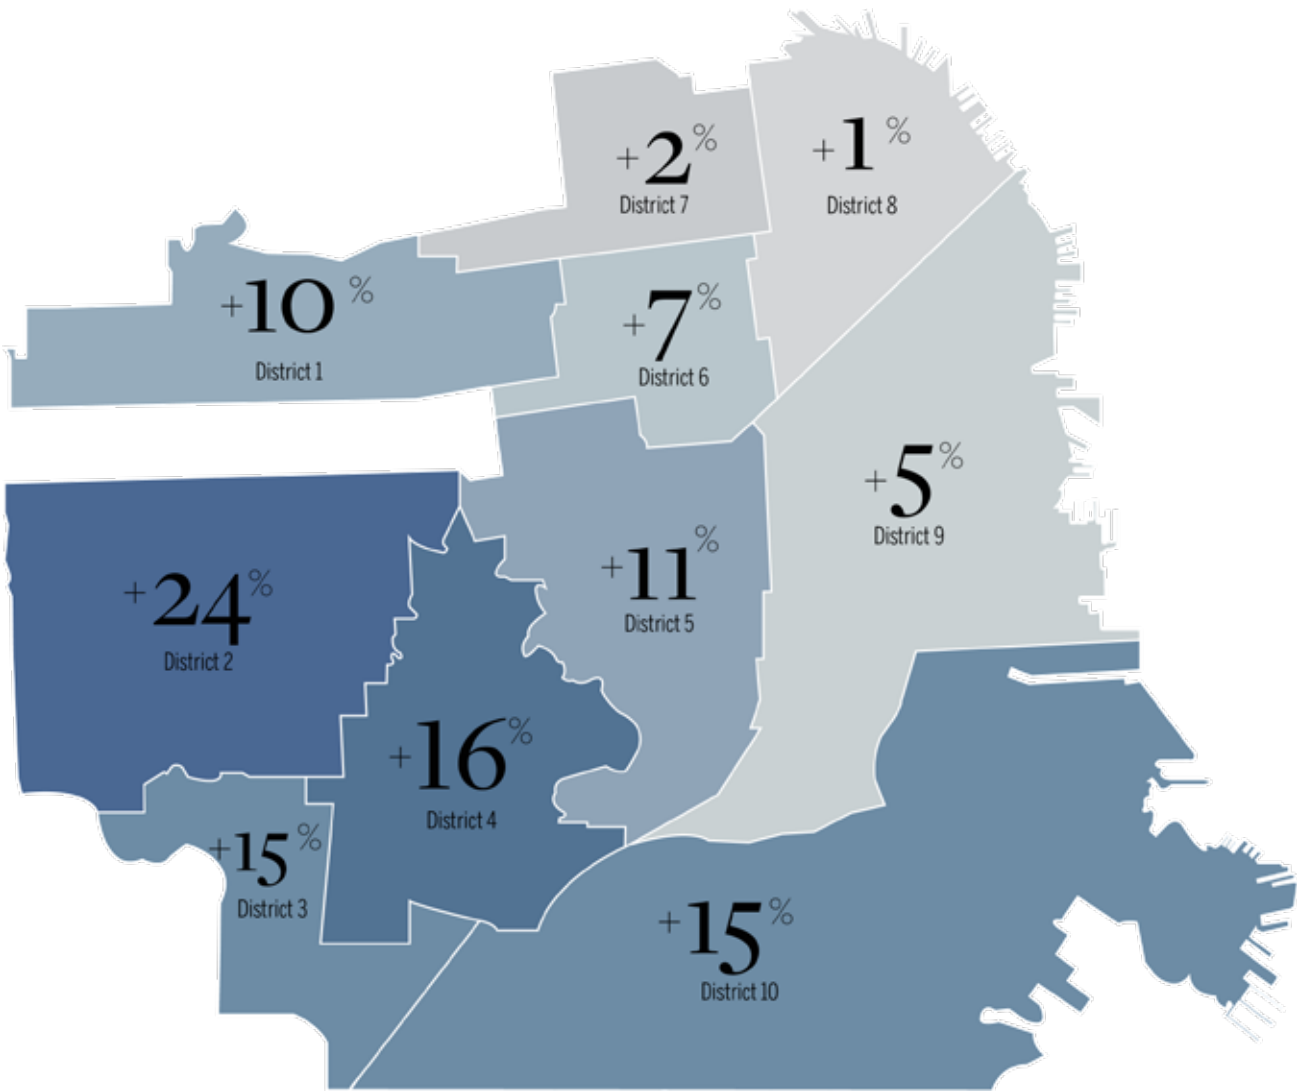 +2%
District 7
+1%
District 8
+10%
District 1
+7%
District 6
+5%
District 9
+11%
District 5
+24%
District 2
+16%
District 4
+15%
District 3
+15%
District 10